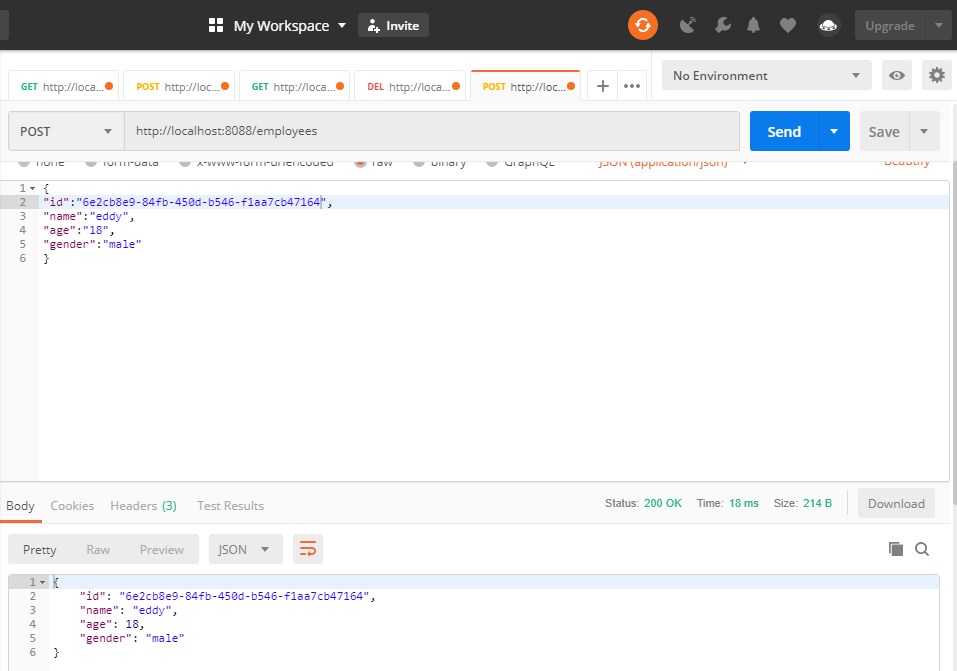 My Workspace Invite Upgrade
GET http://loca... POST http://loc... GET http://loca... DEL http://loca... POST http://loc... + ••• No Environment
POST http://localhost:8088/employees Send Save
none form-data x-www-form-urlencoded raw binary GraphQL JSON (application/json) Beautify
1 {
2 "id":"6e2cb8e9-84fb-450d-b546-f1aa7cb47164",
3 "name":"eddy",
4 "age":"18",
5 "gender":"male"
6 }
Body Cookies Headers (3) Test Results Status: 200 OK Time: 18 ms Size: 214 B Download
Pretty Raw Preview JSON
1 {
2 "id": "6e2cb8e9-84fb-450d-b546-f1aa7cb47164",
3 "name": "eddy",
4 "age": 18,
5 "gender": "male"
6 }